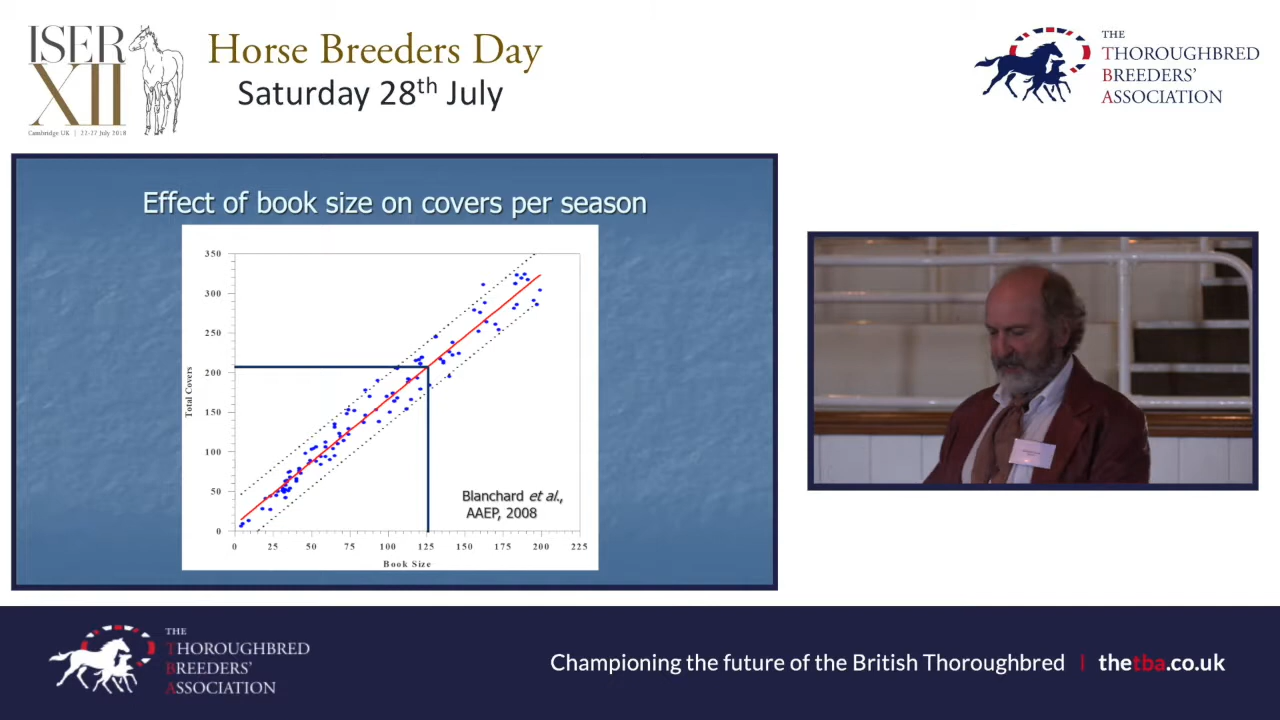 ISER
XII
Cambridge UK | 22-27 July 2018
Horse Breeders Day
Saturday 28th July
THE
THOROUGHBRED
BREEDERS'
ASSOCIATION
Effect of book size on covers per season
350
300
250
200
150
100
50
0
Total Covers
0 25 50 75 100 125 150 175 200 225
Book Size
Blanchard et al.,
AAEP, 2008
THE
THOROUGHBRED
BREEDERS'
ASSOCIATION
Championing the future of the British Thoroughbred | thetba.co.uk